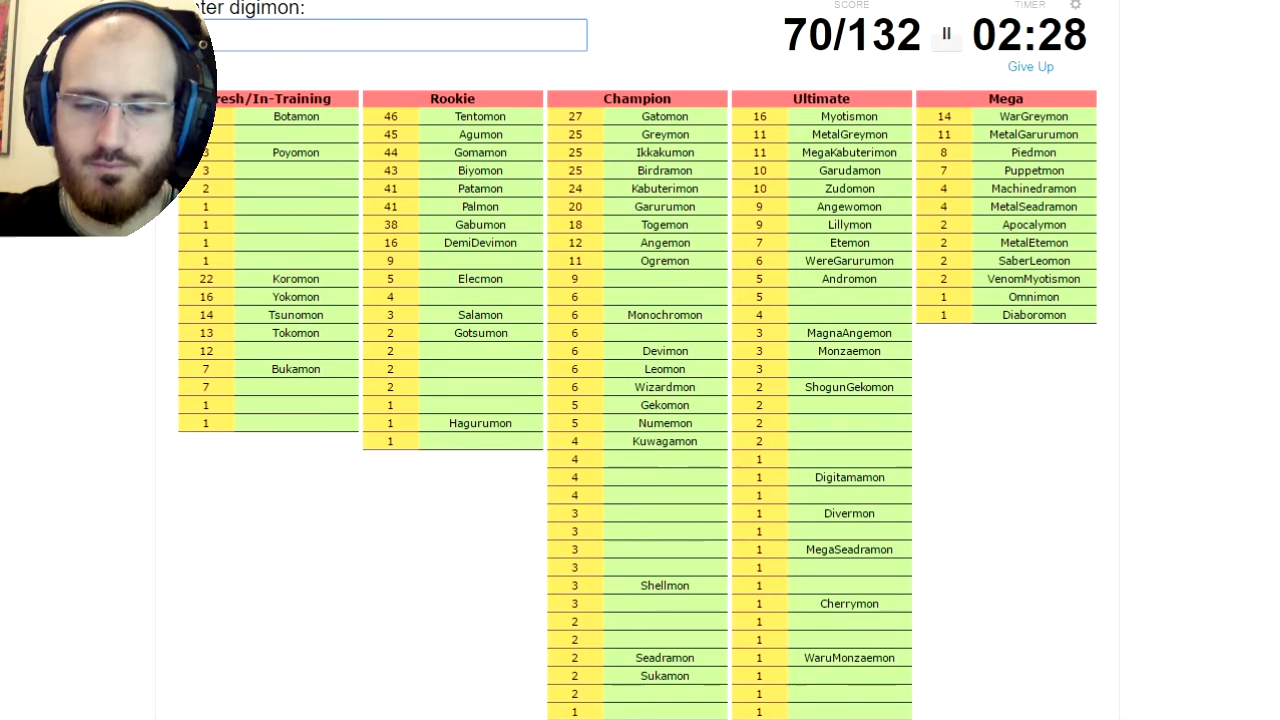 SCORE
TIMER
nter digimon:
70/132
02:28
Give Up
resh/In-Training
Rookie
Champion
Ultimate
Mega
Botamon
46 Tentomon
27 Gatomon
16 Myotismon
14 WarGreymon
45 Agumon
25 Greymon
11 MetalGreymon
11 MetalGarurumon
3 Poyomon
44 Gomamon
25 Ikkakumon
11 MegaKabuterimon
8 Piedmon
3
43 Biyomon
25 Birdramon
10 Garudamon
7 Puppetmon
2
41 Patamon
24 Kabuterimon
10 Zudomon
4 Machinedramon
1
41 Palmon
20 Garurumon
9 Angewomon
4 MetalSeadramon
1
38 Gabumon
18 Togemon
9 Lillymon
2 Apocalymon
1
16 DemiDevimon
12 Angemon
7 Etemon
2 MetalEtemon
1
9
11 Ogremon
6 WereGarurumon
2 SaberLeomon
22 Koromon
5 Elecmon
9
5 Andromon
2 VenomMyotismon
16 Yokomon
4
6
5
1 Omnimon
14 Tsunomon
3 Salamon
6 Monochromon
4
1 Diaboromon
13 Tokomon
2 Gotsumon
6
3 MagnaAngemon
12
2
6 Devimon
3 Monzaemon
7 Bukamon
2
6 Leomon
3
7
2
6 Wizardmon
2 ShogunGekomon
1
1
5 Gekomon
2
1
1 Hagurumon
5 Numemon
2
1
4 Kuwagamon
2
4
1
4
1 Digitamamon
4
1
3
1 Divermon
3
1
3
1 MegaSeadramon
3
1
3 Shellmon
1
3
1 Cherrymon
2
1
2
1
2 Seadramon
1 WaruMonzaemon
2 Sukamon
1
2
1
1
1